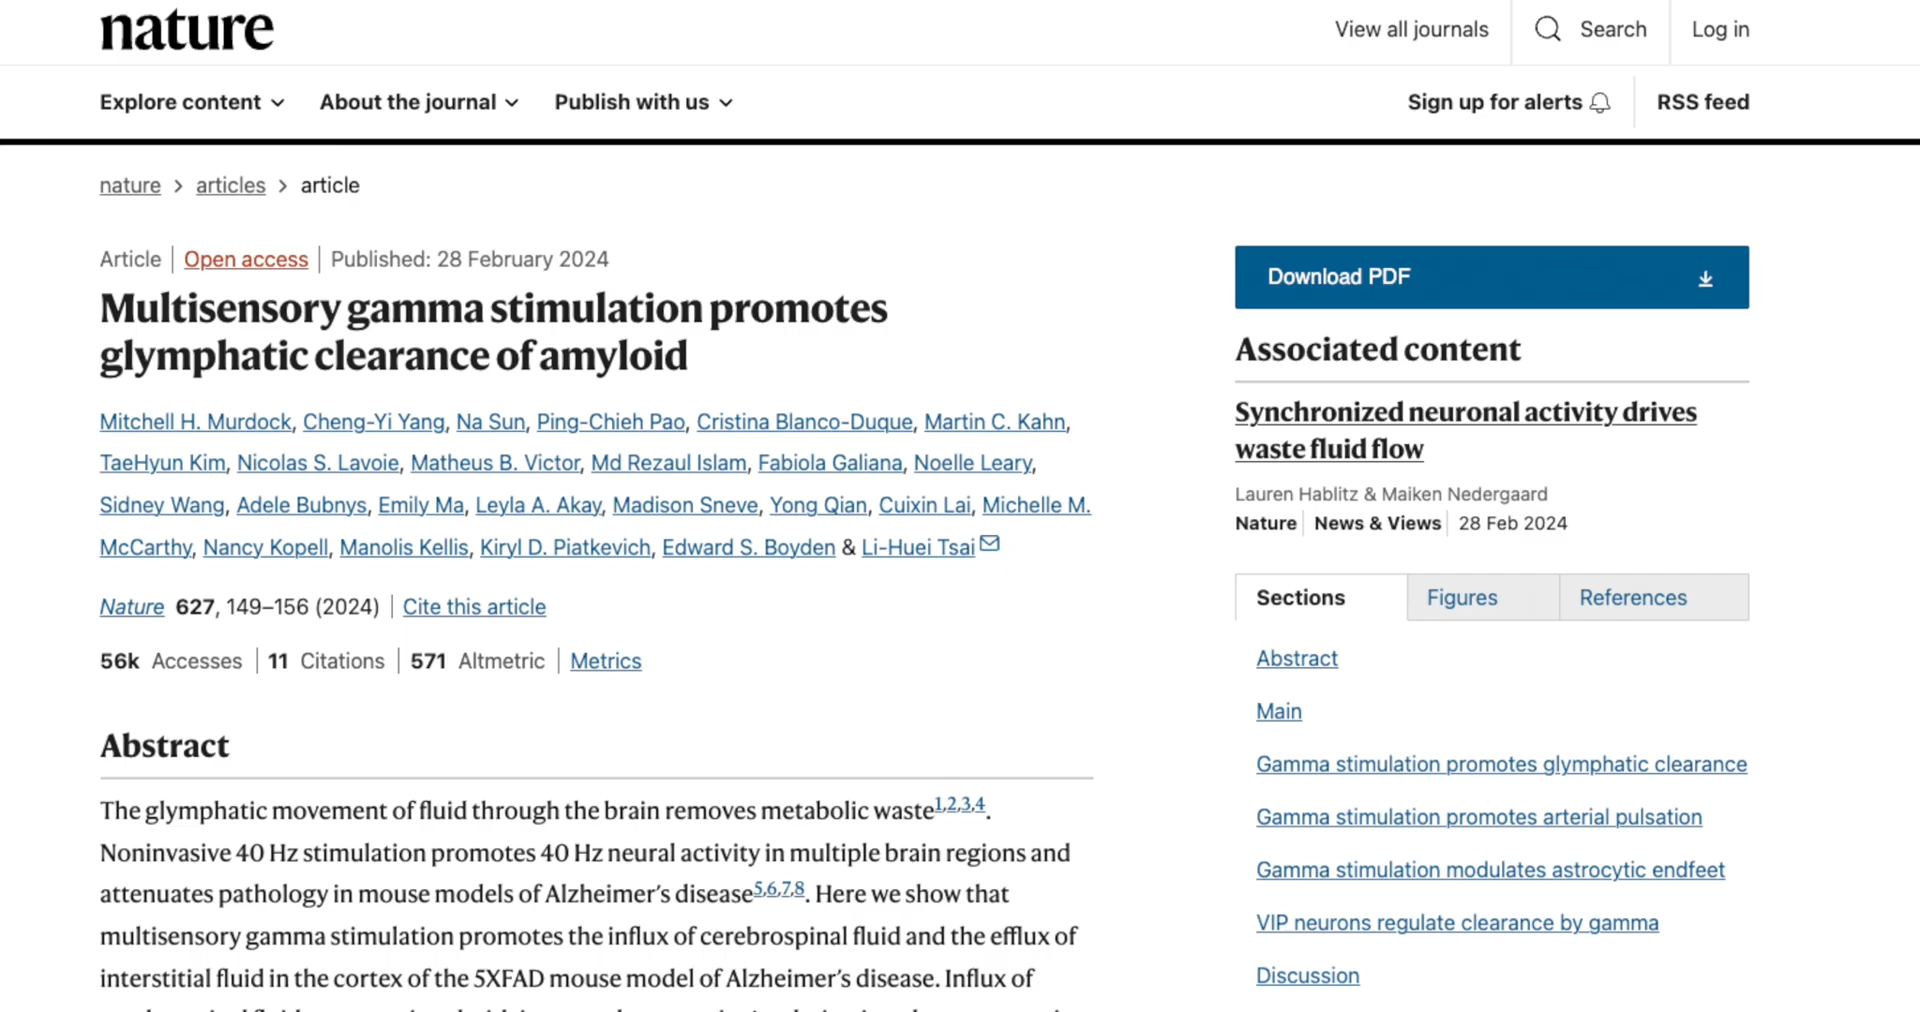 nature
View all journals
Search
Log in
Explore content
About the journal
Publish with us
Sign up for alerts
RSS feed
nature > articles > article
Article | Open access | Published: 28 February 2024
Multisensory gamma stimulation promotes
glymphatic clearance of amyloid
Mitchell H. Murdock, Cheng-Yi Yang, Na Sun, Ping-Chieh Pao, Cristina Blanco-Duque, Martin C. Kahn,
TaeHyun Kim, Nicolas S. Lavoie, Matheus B. Victor, Md Rezaul Islam, Fabiola Galiana, Noelle Leary,
Sidney Wang, Adele Bubnys, Emily Ma, Leyla A. Akay, Madison Sneve, Yong Qian, Cuixin Lai, Michelle M.
McCarthy, Nancy Kopell, Manolis Kellis, Kiryl D. Piatkevich, Edward S. Boyden & Li-Huei Tsai
Nature 627, 149–156 (2024) | Cite this article
56k Accesses | 11 Citations | 571 Altmetric | Metrics
Abstract
The glymphatic movement of fluid through the brain removes metabolic waste1,2,3,4.
Noninvasive 40 Hz stimulation promotes 40 Hz neural activity in multiple brain regions and
attenuates pathology in mouse models of Alzheimer's disease5,6,7,8. Here we show that
multisensory gamma stimulation promotes the influx of cerebrospinal fluid and the efflux of
interstitial fluid in the cortex of the 5XFAD mouse model of Alzheimer's disease. Influx of
Download PDF
Associated content
Synchronized neuronal activity drives
waste fluid flow
Lauren Hablitz & Maiken Nedergaard
Nature | News & Views | 28 Feb 2024
Sections
Figures
References
Abstract
Main
Gamma stimulation promotes glymphatic clearance
Gamma stimulation promotes arterial pulsation
Gamma stimulation modulates astrocytic endfeet
VIP neurons regulate clearance by gamma
Discussion